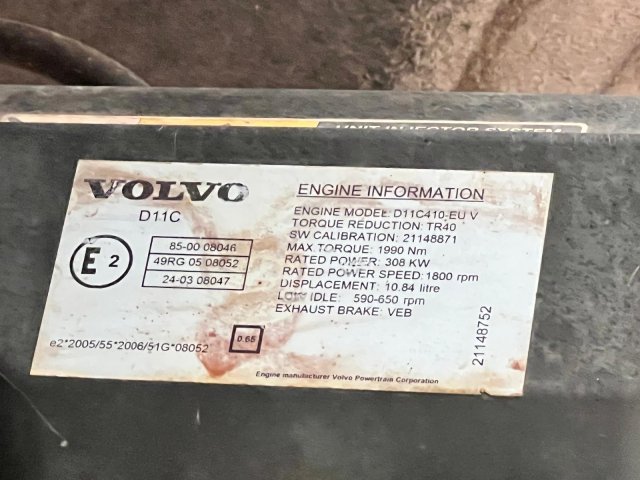 UNIT INJECTOR SYSTEM
VOLVO
D11C
E 2
85-00 08046
49RG 05 08052
24-03 08047
e2*2005/55*2006/51G*08052
0.65
ENGINE INFORMATION
ENGINE MODEL: D11C410-EU V
TORQUE REDUCTION: TR40
SW CALIBRATION: 21148871
MAX TORQUE: 1990 Nm
RATED POWER: 308 KW
RATED POWER SPEED: 1800 rpm
DISPLACEMENT: 10.84 litre
LOW IDLE: 590-650 rpm
EXHAUST BRAKE: VEB
21148752
Engine manufacturer Volvo Powertrain Corporation